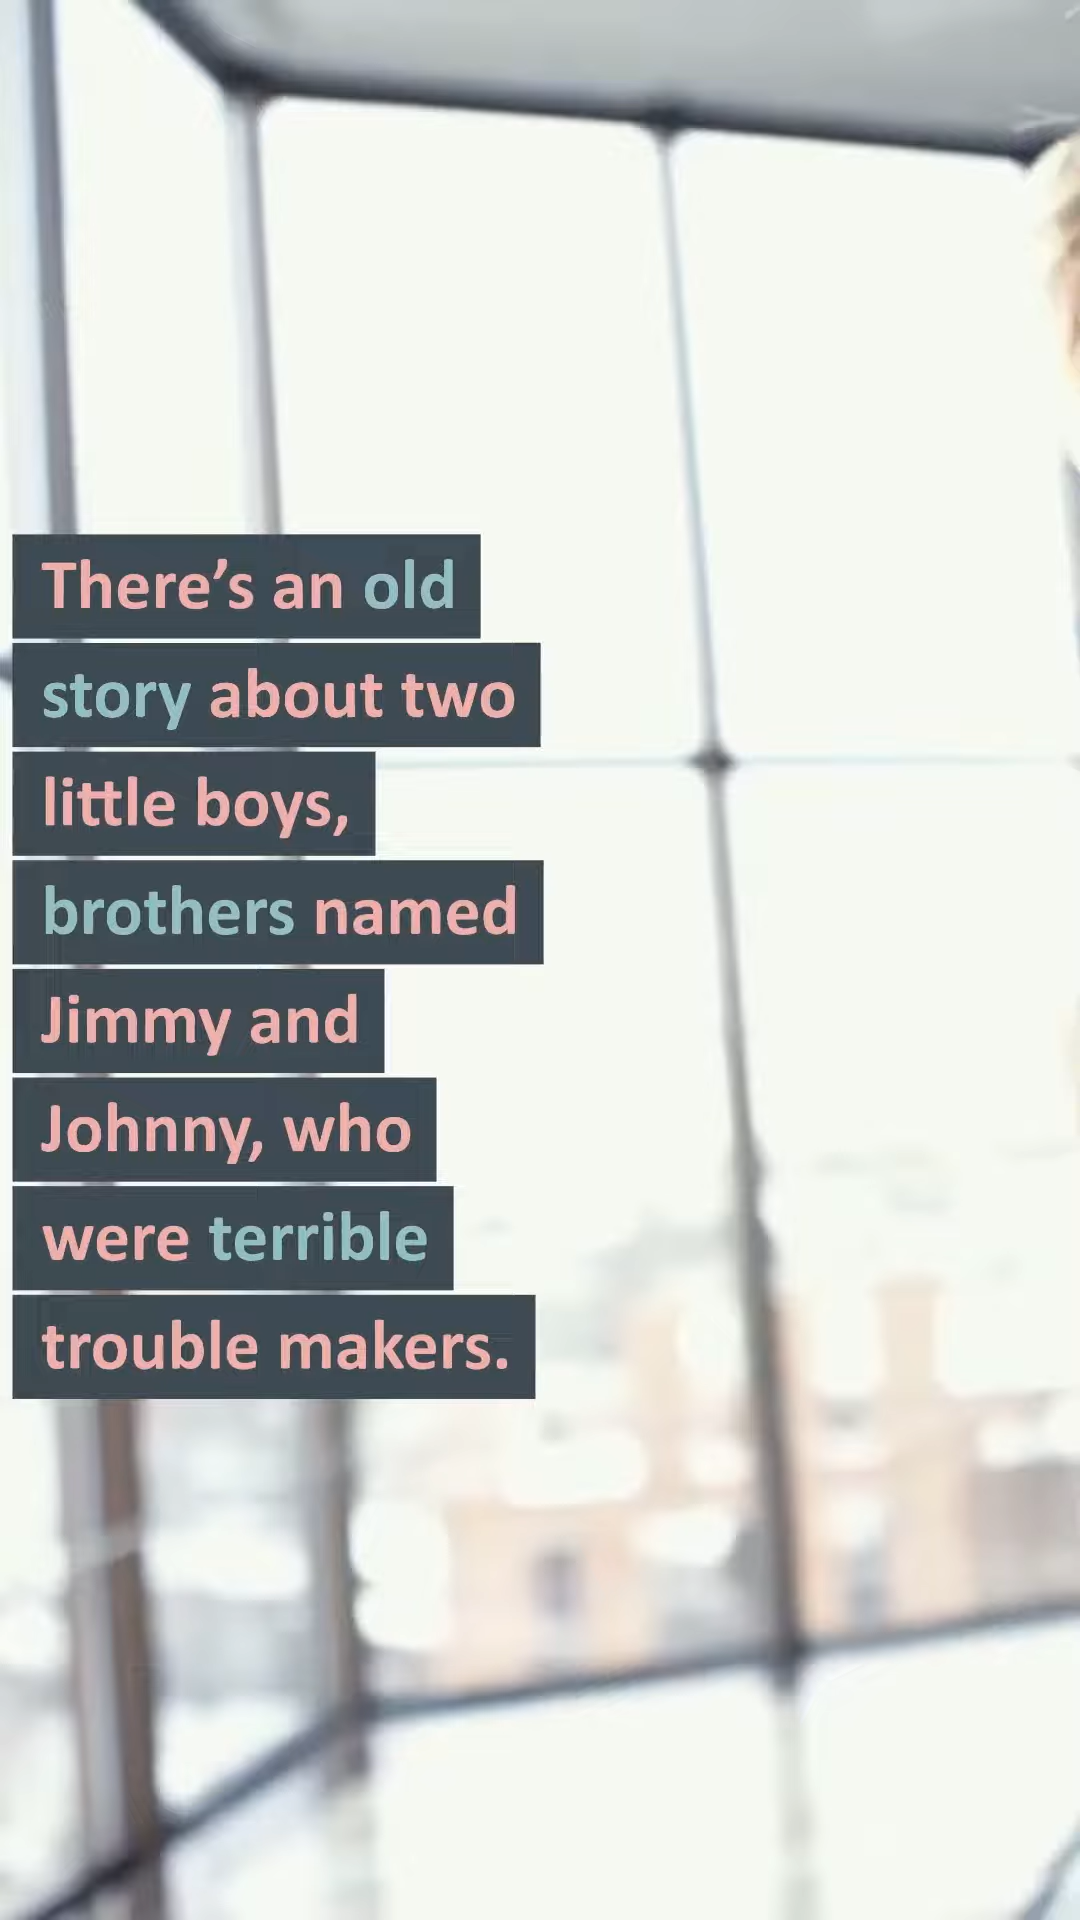 There’s an old
story about two
little boys,
brothers named
Jimmy and
Johnny, who
were terrible
trouble makers.